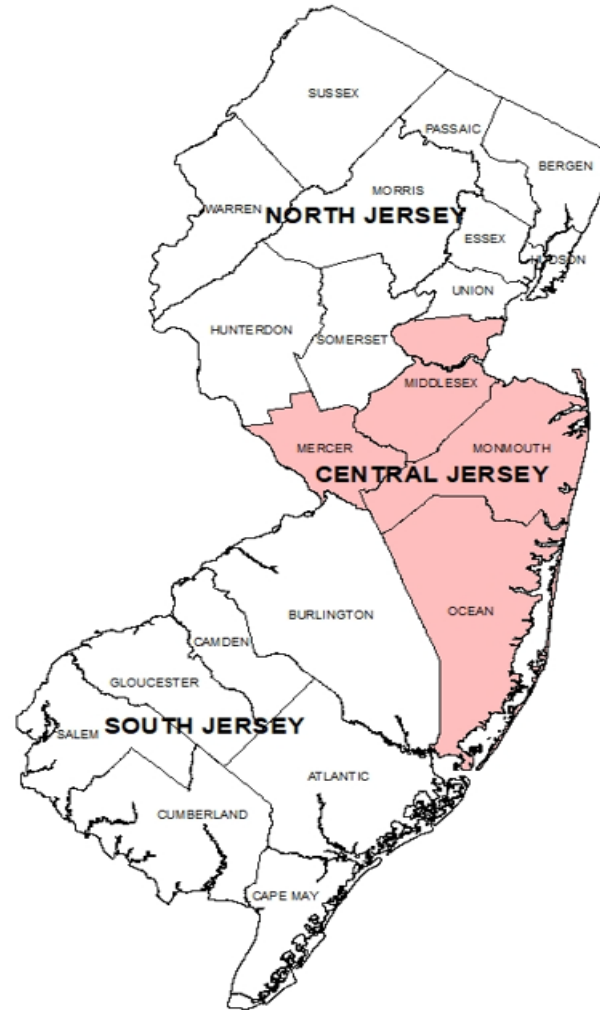 SUSSEX
PASSAIC
BERGEN
MORRIS
WARREN
NORTH JERSEY
ESSEX
HUDSON
UNION
HUNTERDON
SOMERSET
MIDDLESEX
MERCER
MONMOUTH
CENTRAL JERSEY
OCEAN
BURLINGTON
CAMDEN
GLOUCESTER
SOUTH JERSEY
SALEM
ATLANTIC
CUMBERLAND
CAPE MAY